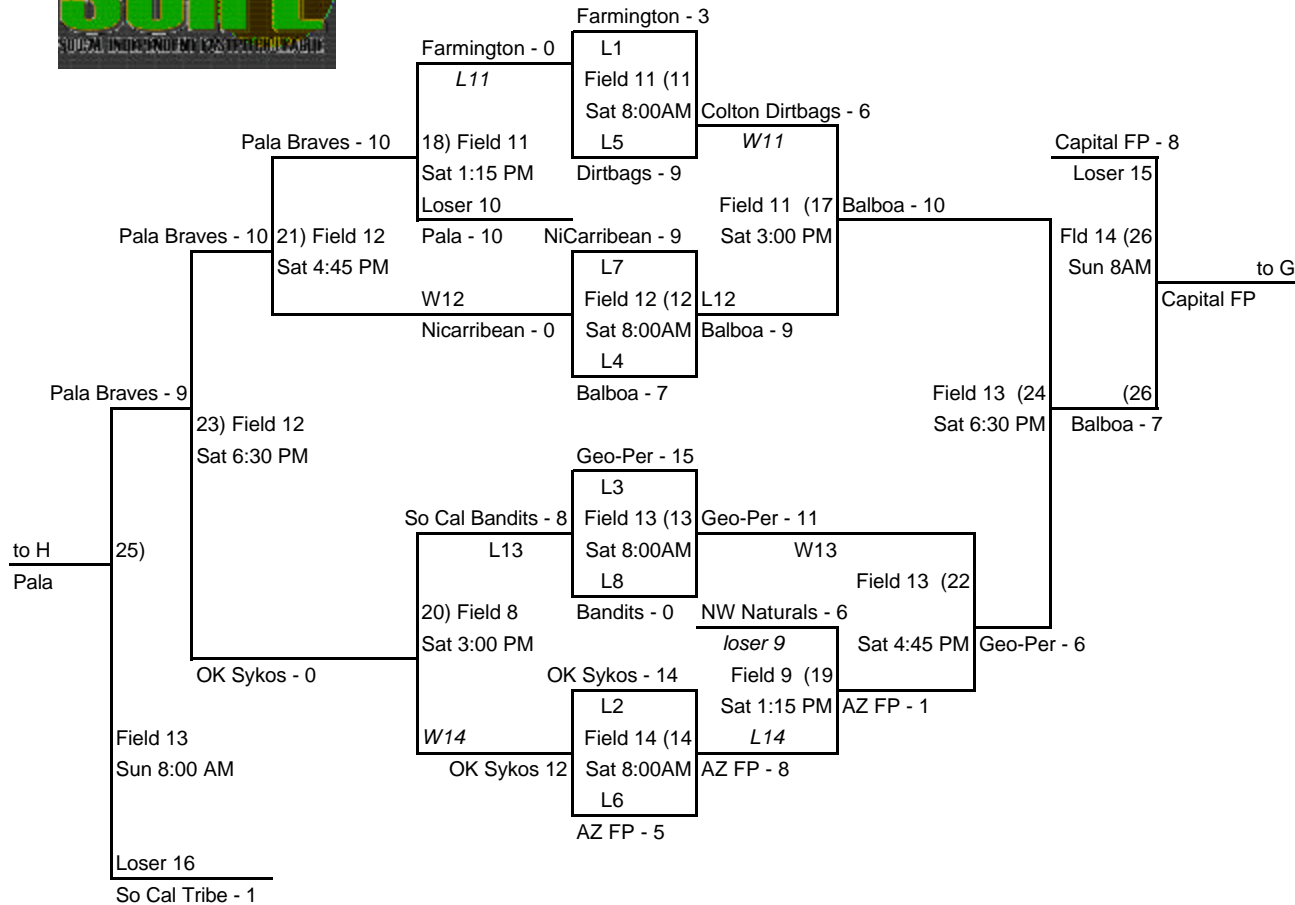 Farmington - 3
Farmington - 0
L1
L11
Field 11 (11
Sat 8:00AM
Colton Dirtbags - 6
Pala Braves - 10
18) Field 11
L5
W11
Capital FP - 8
Sat 1:15 PM
Dirtbags - 9
Loser 15
Loser 10
Field 11 (17
Balboa - 10
Pala Braves - 10
21) Field 12
Pala - 10
NiCarribean - 9
Sat 3:00 PM
Fld 14 (26
Sat 4:45 PM
L7
Sun 8AM
to G
W12
Field 12 (12
L12
Capital FP
Nicarribean - 0
Sat 8:00AM
Balboa - 9
L4
Pala Braves - 9
Balboa - 7
Field 13 (24
(26
23) Field 12
Sat 6:30 PM
Balboa - 7
Sat 6:30 PM
Geo-Per - 15
L3
So Cal Bandits - 8
Field 13 (13
Geo-Per - 11
to H
25)
L13
Sat 8:00AM
W13
Pala
L8
Field 13 (22
20) Field 8
Bandits - 0
NW Naturals - 6
Sat 3:00 PM
loser 9
Sat 4:45 PM
Geo-Per - 6
OK Sykos - 0
OK Sykos - 14
Field 9 (19
L2
Sat 1:15 PM
AZ FP - 1
Field 13
W14
Field 14 (14
L14
Sun 8:00 AM
OK Sykos 12
Sat 8:00AM
AZ FP - 8
L6
AZ FP - 5
Loser 16
So Cal Tribe - 1